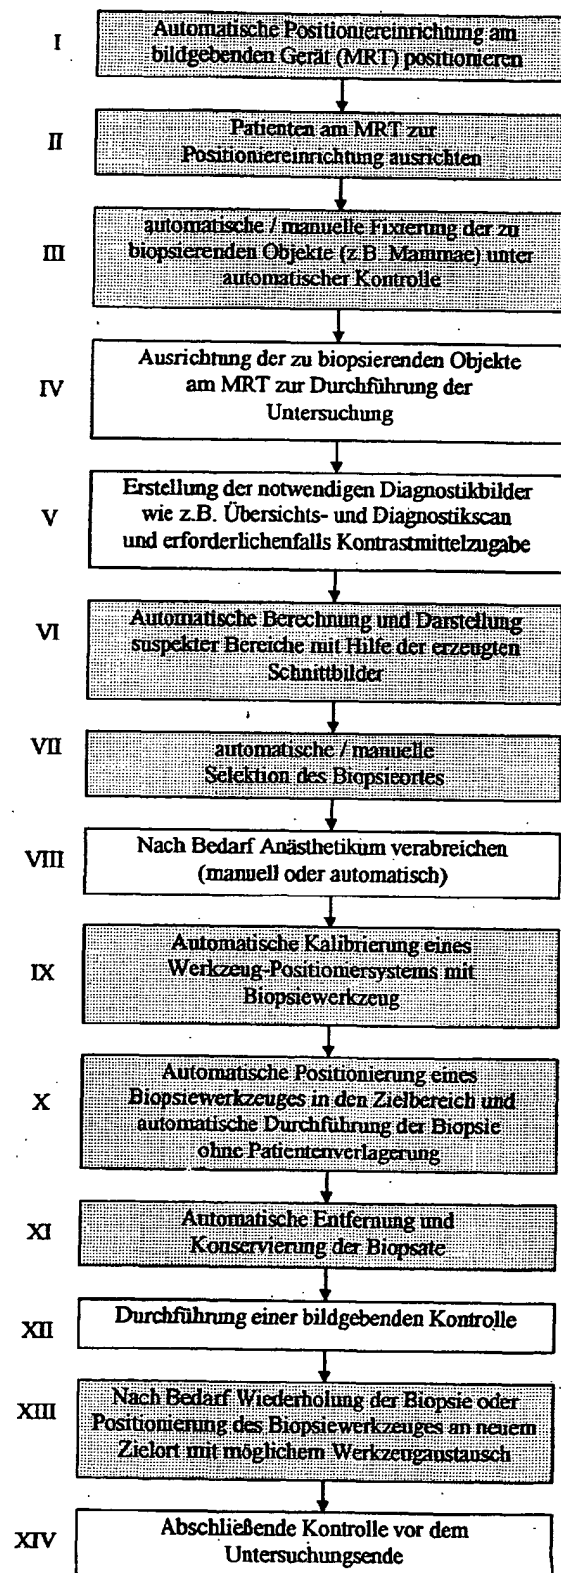 I
Automatische Positioniereinrichtung am
bildgebenden Gerät (MRT) positionieren
II
Patienten am MRT zur
Positioniereinrichtung ausrichten
III
automatische / manuelle Fixierung der zu
biopsierenden Objekte (z.B. Mammae) unter
automatischer Kontrolle
IV
Ausrichtung der zu biopsierenden Objekte
am MRT zur Durchführung der
Untersuchung
V
Erstellung der notwendigen Diagnostikbilder
wie z.B. Übersichts- und Diagnostikscan
und erforderlichenfalls Kontrastmittelzugabe
VI
Automatische Berechnung und Darstellung
suspekter Bereiche mit Hilfe der erzeugten
Schnittbilder
VII
automatische / manuelle
Selektion des Biopsieortes
VIII
Nach Bedarf Anästhetikum verabreichen
(manuell oder automatisch)
IX
Automatische Kalibrierung eines
Werkzeug-Positioniersystems mit
Biopsiewerkzeug
X
Automatische Positionierung eines
Biopsiewerkzeuges in den Zielbereich und
automatische Durchführung der Biopsie
ohne Patientenverlagerung
XI
Automatische Entfernung und
Konservierung der Biopsate
XII
Durchführung einer bildgebenden Kontrolle
XIII
Nach Bedarf Wiederholung der Biopsie oder
Positionierung des Biopsiewerkzeuges an neuem
Zielort mit möglichem Werkzeugaustausch
XIV
Abschließende Kontrolle vor dem
Untersuchungsende